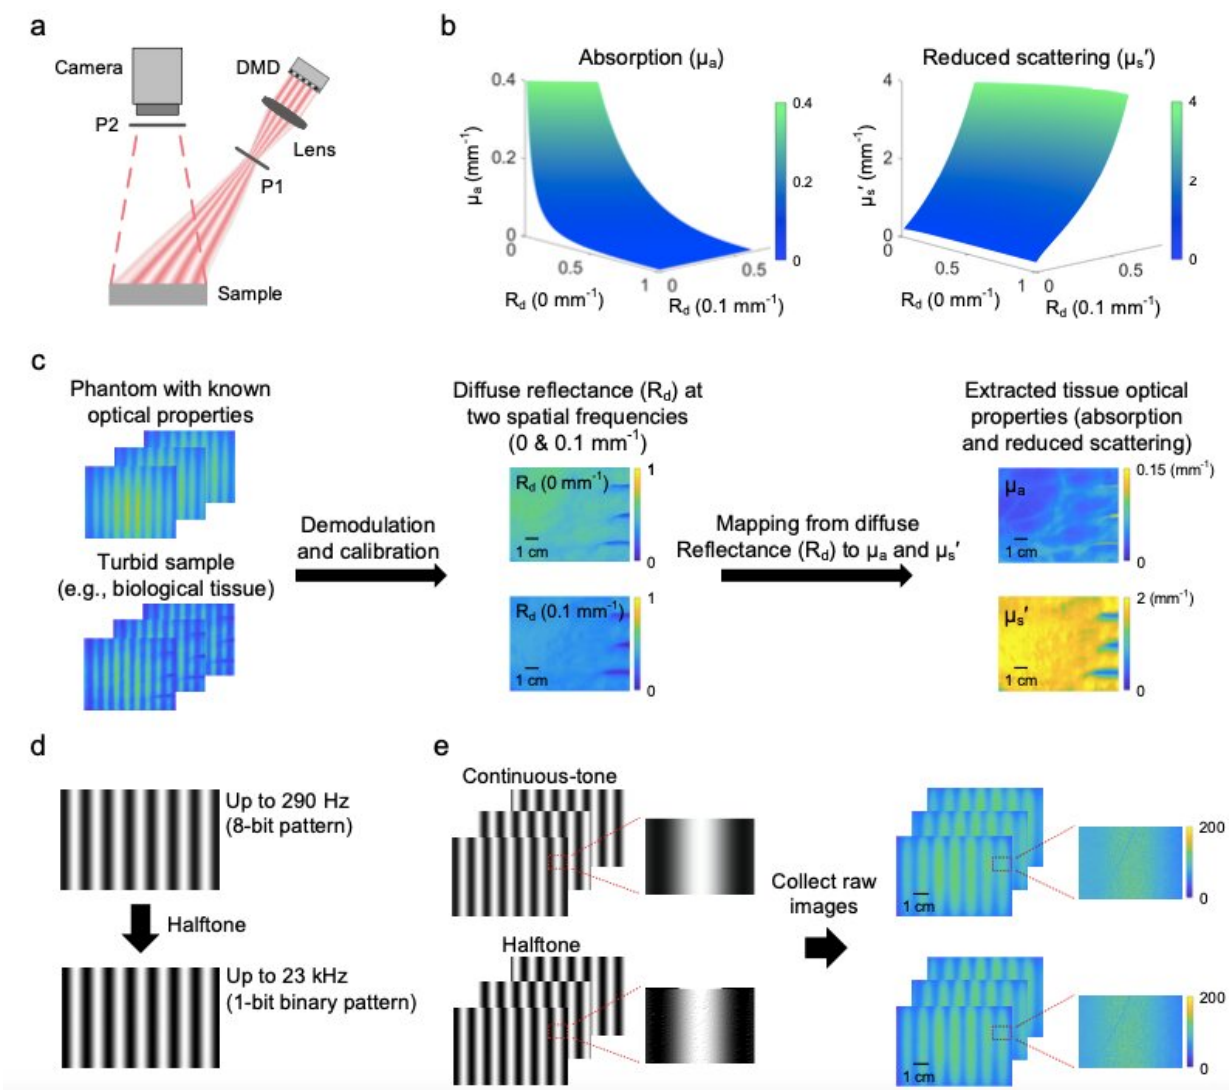 a
Camera
DMD
P2
Lens
P1
Sample
b
Absorption (μa)
0.4
0.2
0
μa (mm-1)
0
0.5
1
Rd (0 mm-1)
0
0.5
Rd (0.1 mm-1)
0.4
0.2
0
Reduced scattering (μs′)
4
2
0
μs′ (mm-1)
0
0.5
1
Rd (0 mm-1)
0
0.5
Rd (0.1 mm-1)
4
2
0
c
Phantom with known
optical properties
Turbid sample
(e.g., biological tissue)
Demodulation
and calibration
Diffuse reflectance (Rd) at
two spatial frequencies
(0 & 0.1 mm-1)
Rd (0 mm-1)
1 cm
1
0
Rd (0.1 mm-1)
1 cm
1
0
Mapping from diffuse
Reflectance (Rd) to μa and μs′
Extracted tissue optical
properties (absorption
and reduced scattering)
μa
1 cm
0.15 (mm-1)
0
μs′
1 cm
2 (mm-1)
0
d
Up to 290 Hz
(8-bit pattern)
Halftone
Up to 23 kHz
(1-bit binary pattern)
e
Continuous-tone
Halftone
Collect raw
images
1 cm
200
0
1 cm
200
0